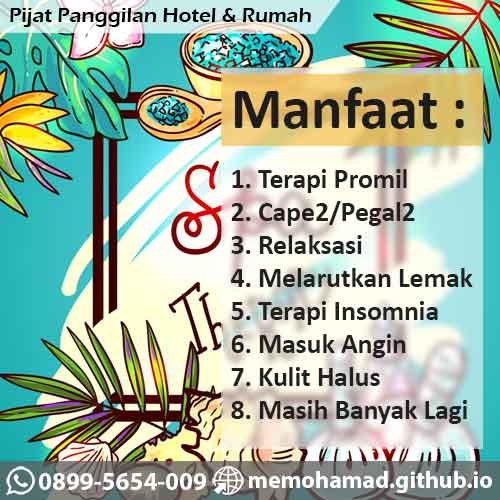 Pijat Panggilan Hotel & Rumah
Manfaat :
1. Terapi Promil
2. Cape2/Pegal2
3. Relaksasi
4. Melarutkan Lemak
5. Terapi Insomnia
6. Masuk Angin
7. Kulit Halus
8. Masih Banyak Lagi
0899-5654-009 memohamad.github.io